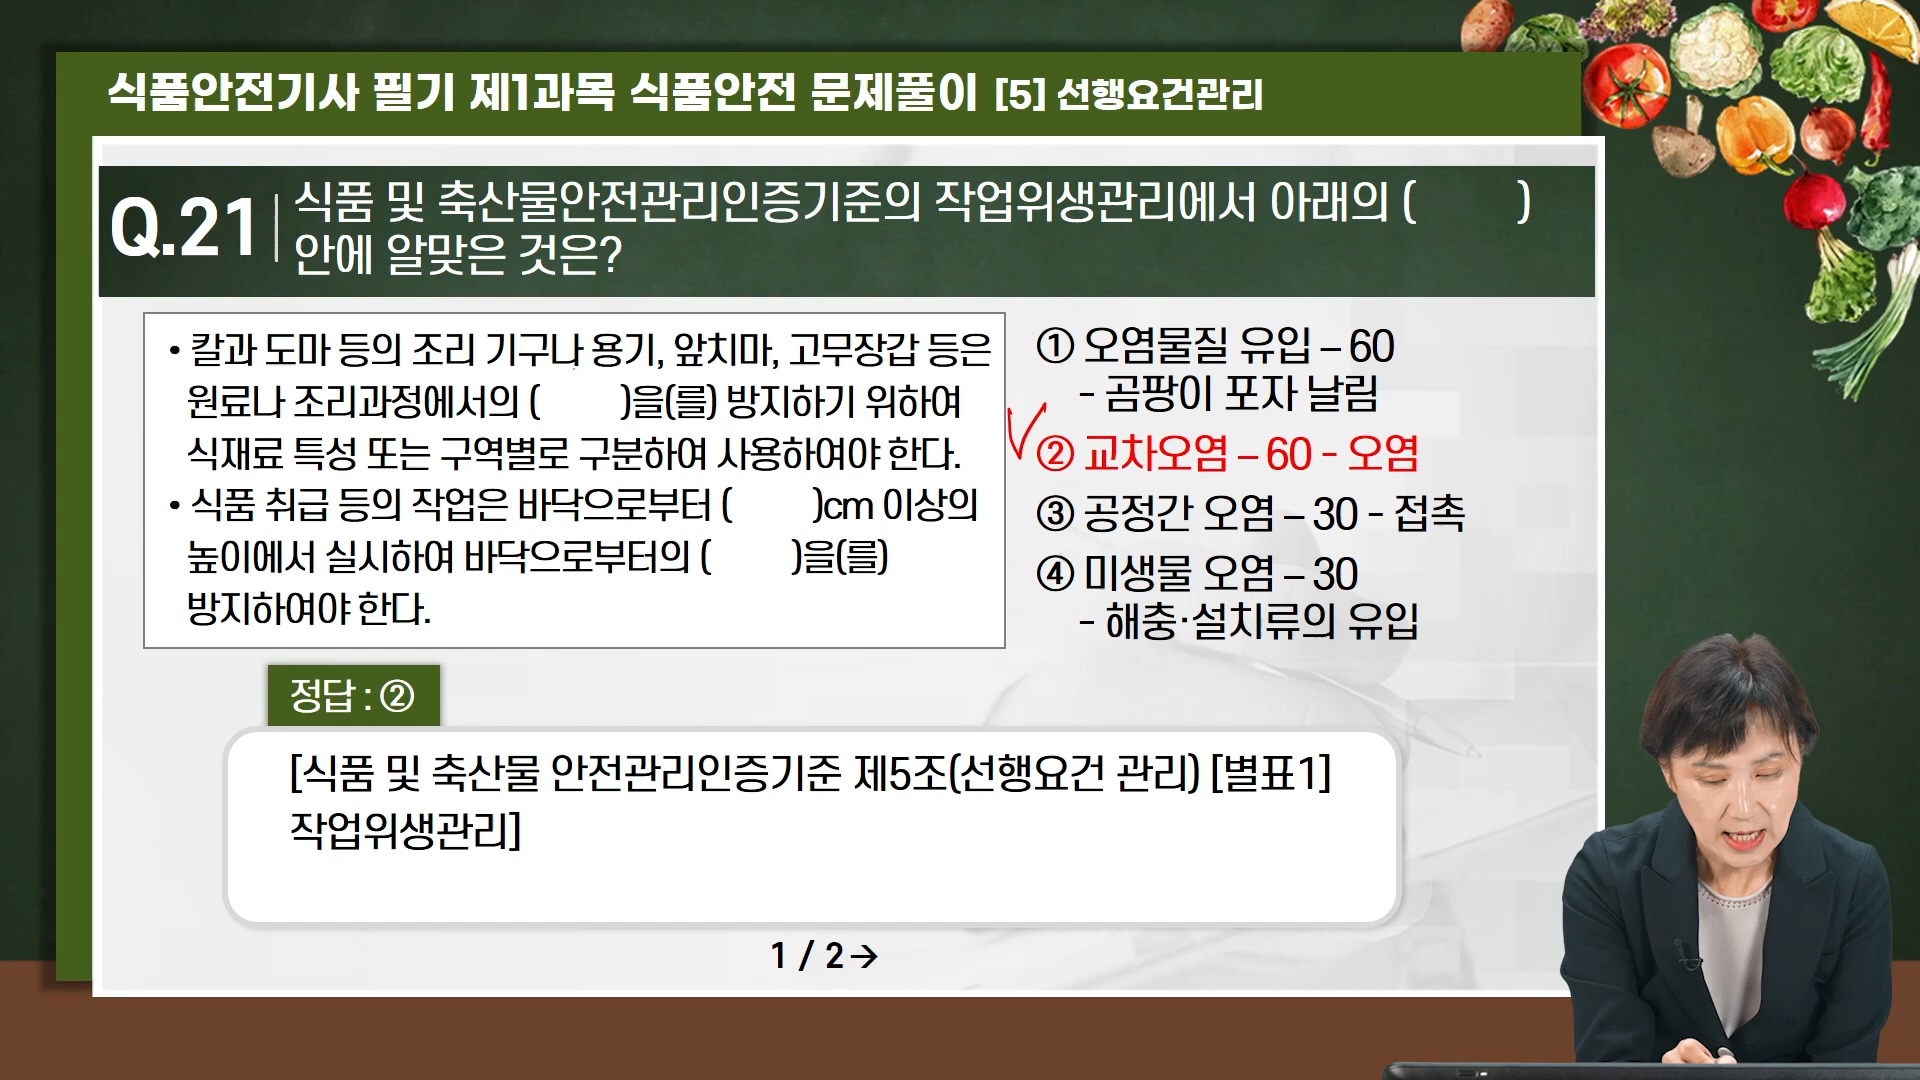 식품안전기사 필기 제1과목 식품안전 문제풀이 [5] 선행요건관리
Q.21
식품 및 축산물안전관리인증기준의 작업위생관리에서 아래의 (          )
안에 알맞은 것은?
• 칼과 도마 등의 조리 기구나 용기, 앞치마, 고무장갑 등은
원료나 조리과정에서의 (          )을(를) 방지하기 위하여
식재료 특성 또는 구역별로 구분하여 사용하여야 한다.
• 식품 취급 등의 작업은 바닥으로부터 (          )cm 이상의
높이에서 실시하여 바닥으로부터의 (          )을(를)
방지하여야 한다.
① 오염물질 유입 – 60
- 곰팡이 포자 날림
② 교차오염 – 60 - 오염
③ 공정간 오염 – 30 - 접촉
④ 미생물 오염 – 30
- 해충·설치류의 유입
정답 : ②
[식품 및 축산물 안전관리인증기준 제5조(선행요건 관리) [별표1]
작업위생관리]
1 / 2→